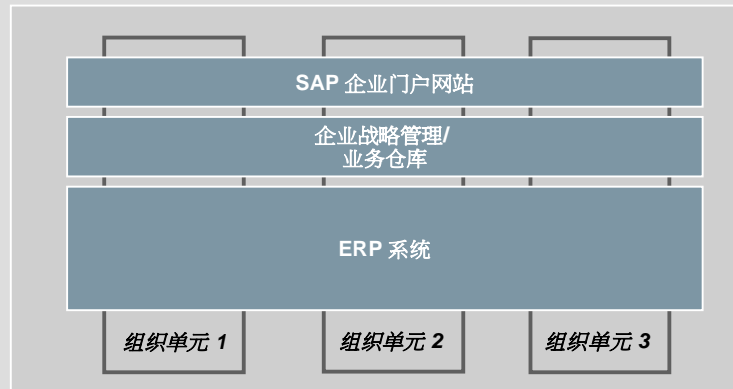 SAP 企业门户网站
企业战略管理/
业务仓库
ERP 系统
组织单元 1
组织单元 2
组织单元 3